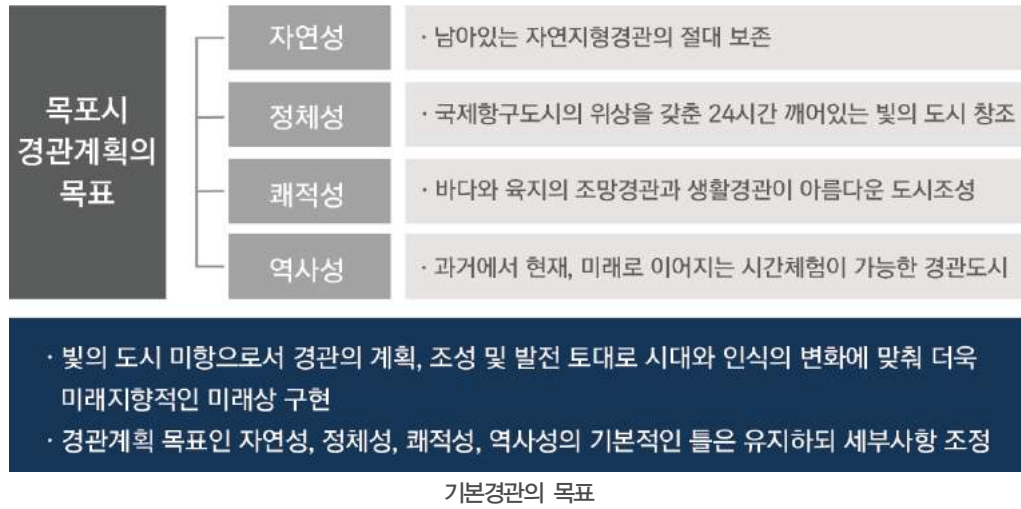 목포시
경관계획의
목표
자연성
· 남아있는 자연지형경관의 절대 보존
정체성
· 국제항구도시의 위상을 갖춘 24시간 깨어있는 빛의 도시 창조
쾌적성
· 바다와 육지의 조망경관과 생활경관이 아름다운 도시조성
역사성
· 과거에서 현재, 미래로 이어지는 시간체험이 가능한 경관도시
· 빛의 도시 미항으로서 경관의 계획, 조성 및 발전 토대로 시대와 인식의 변화에 맞춰 더욱
미래지향적인 미래상 구현
· 경관계획 목표인 자연성, 정체성, 쾌적성, 역사성의 기본적인 틀은 유지하되 세부사항 조정
기본경관의 목표